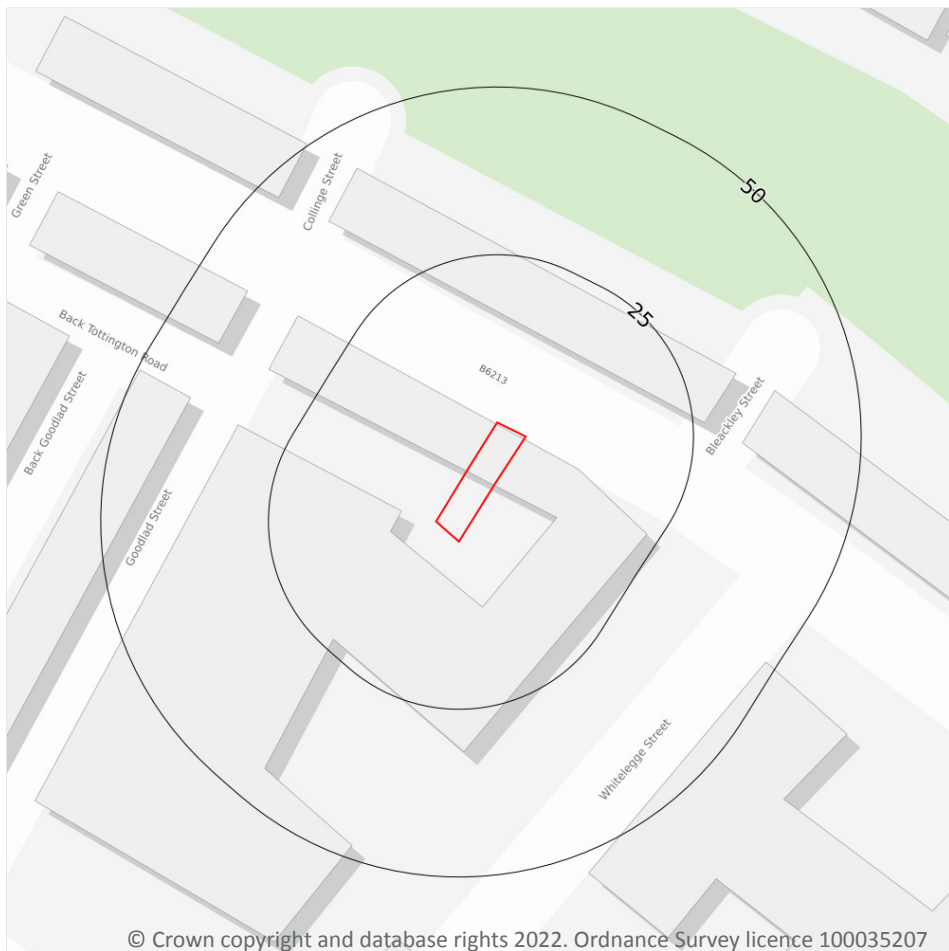 50
Green Street
Collinge Street
25
Back Tottington Road
B6213
Back Goodlad Street
Bleackley Street
Goodlad Street
Whitelegge Street
© Crown copyright and database rights 2022. Ordnance Survey licence 100035207